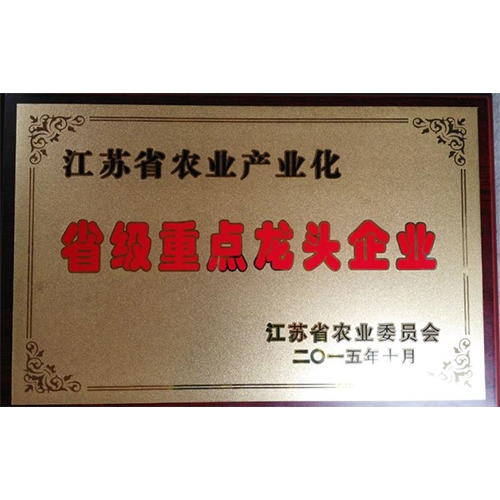 江苏省农业产业化
省级重点龙头企业
江苏省农业委员会
二〇一五年十月